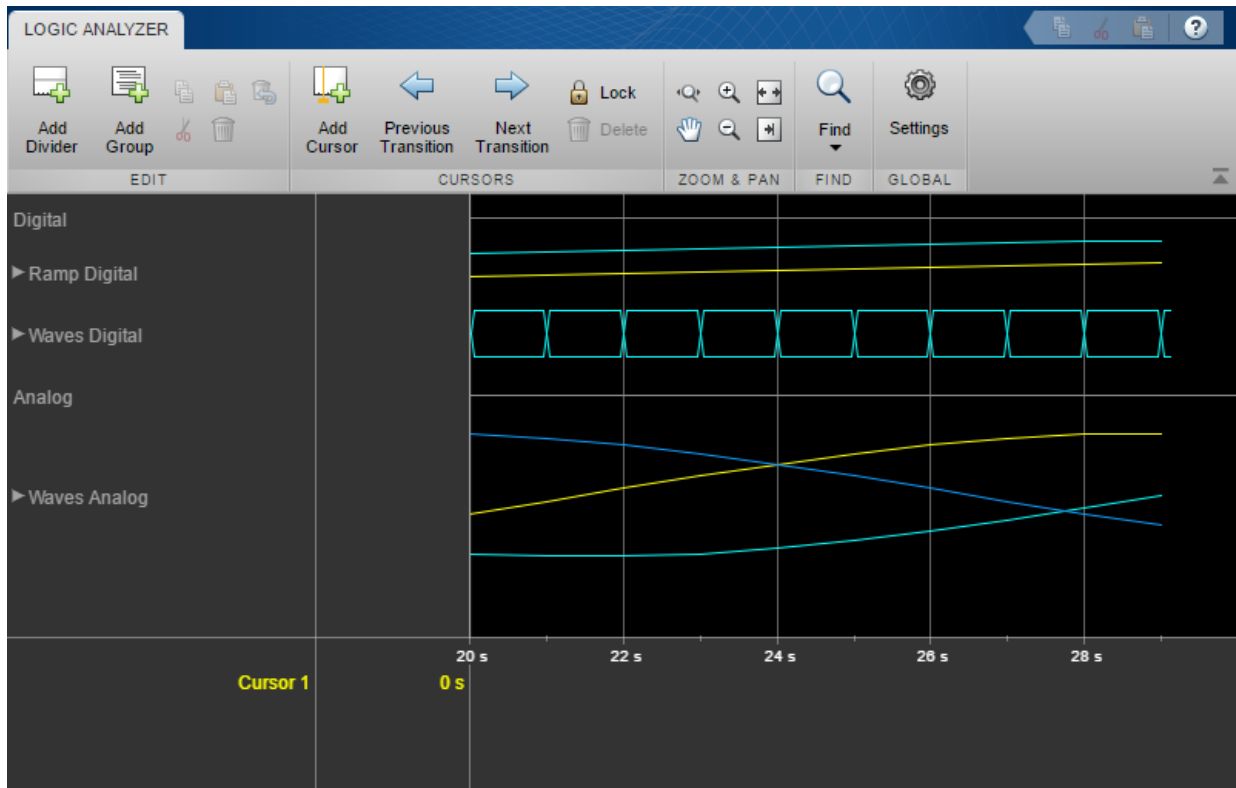 LOGIC ANALYZER
?
Add Divider
Add Group
Add Cursor
Previous Transition
Next Transition
Lock
Delete
Find
Settings
EDIT
CURSORS
ZOOM & PAN
FIND
GLOBAL
Digital
Ramp Digital
Waves Digital
Analog
Waves Analog
20 s 22 s 24 s 26 s 28 s
Cursor 1 0 s